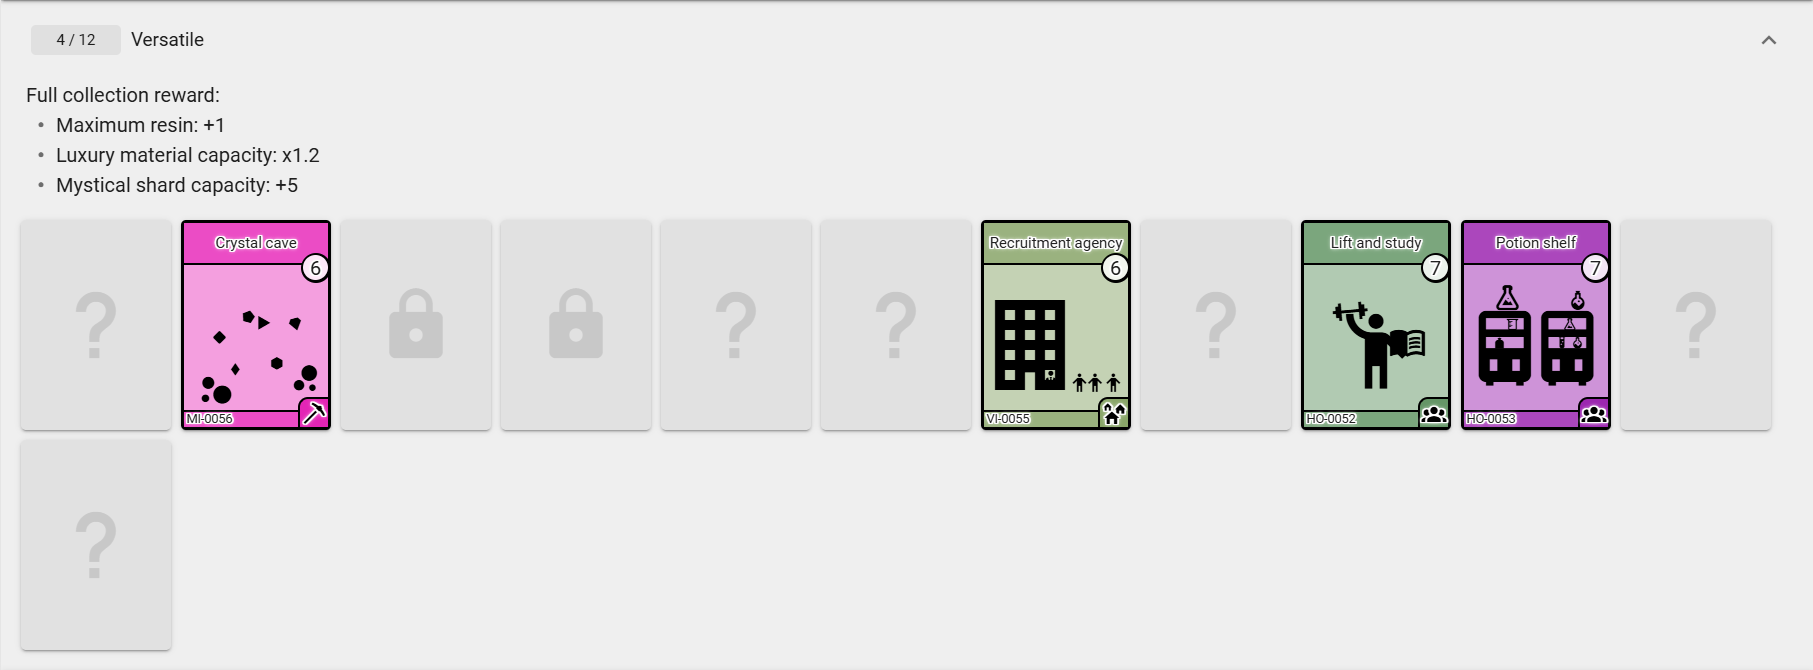 4 / 12 Versatile
Full collection reward:
• Maximum resin: +1
• Luxury material capacity: x1.2
• Mystical shard capacity: +5
?
Crystal cave
6
MI-0056
?
?
Recruitment agency
6
VI-0055
?
Lift and study
7
HO-0052
Potion shelf
7
HO-0053
?
?